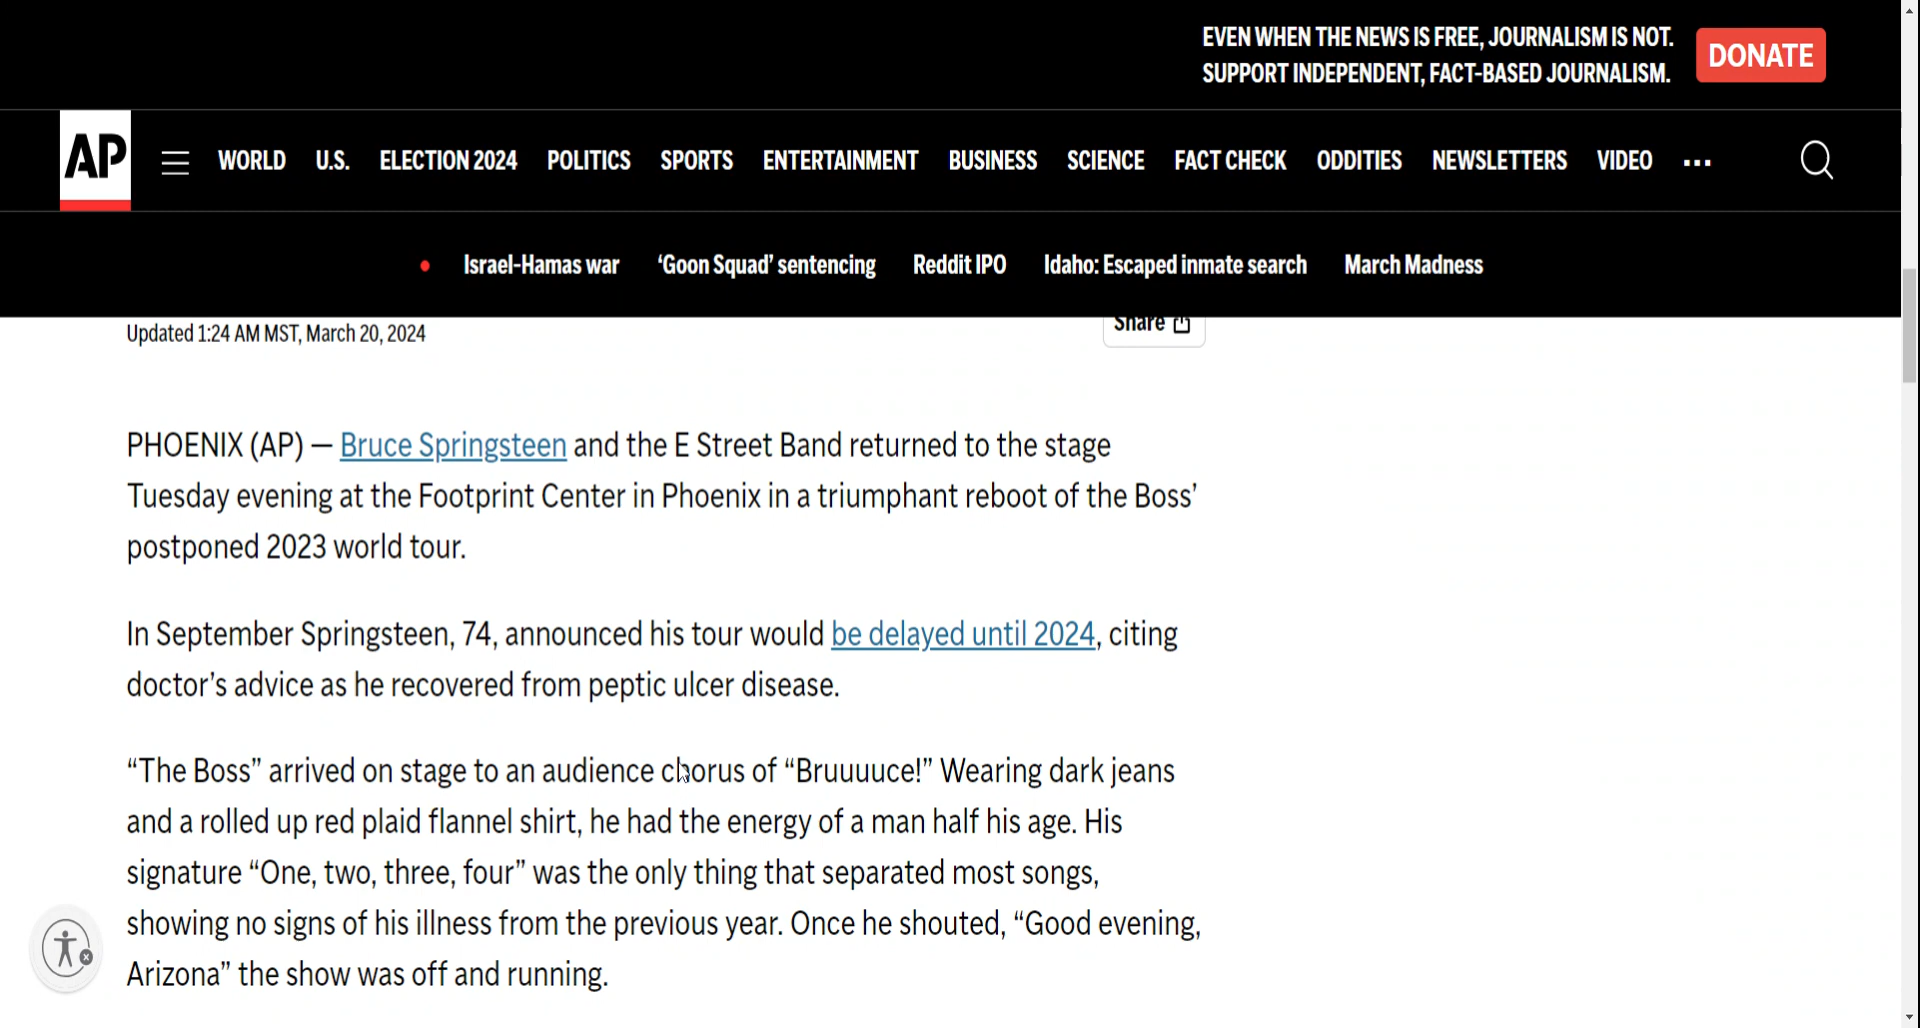 EVEN WHEN THE NEWS IS FREE, JOURNALISM IS NOT.
SUPPORT INDEPENDENT, FACT-BASED JOURNALISM.
DONATE
AP
WORLD U.S. ELECTION 2024 POLITICS SPORTS ENTERTAINMENT BUSINESS SCIENCE FACT CHECK ODDITIES NEWSLETTERS VIDEO ...
Israel-Hamas war ‘Goon Squad’ sentencing Reddit IPO Idaho: Escaped inmate search March Madness
Updated 1:24 AM MST, March 20, 2024
Share
PHOENIX (AP) — Bruce Springsteen and the E Street Band returned to the stage
Tuesday evening at the Footprint Center in Phoenix in a triumphant reboot of the Boss’
postponed 2023 world tour.
In September Springsteen, 74, announced his tour would be delayed until 2024, citing
doctor’s advice as he recovered from peptic ulcer disease.
“The Boss” arrived on stage to an audience chorus of “Bruuuuce!” Wearing dark jeans
and a rolled up red plaid flannel shirt, he had the energy of a man half his age. His
signature “One, two, three, four” was the only thing that separated most songs,
showing no signs of his illness from the previous year. Once he shouted, “Good evening,
Arizona” the show was off and running.